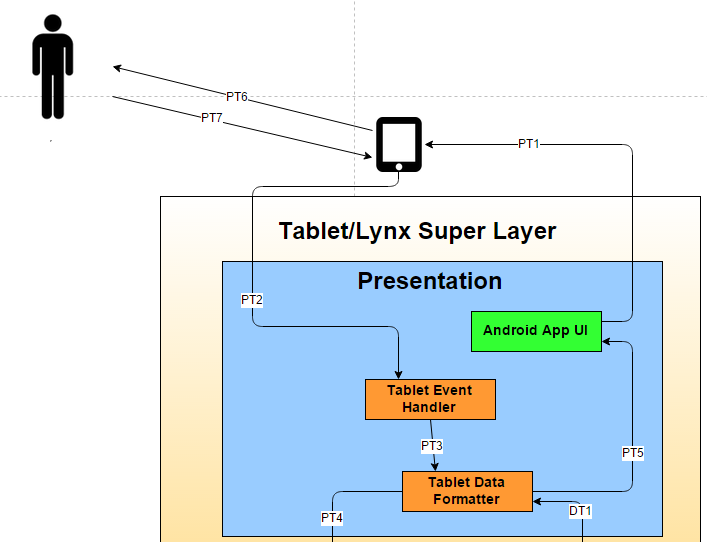 PT6
PT7
PT1
Tablet/Lynx Super Layer
Presentation
PT2
Android App UI
Tablet Event
Handler
PT3
PT5
Tablet Data
Formatter
PT4
DT1